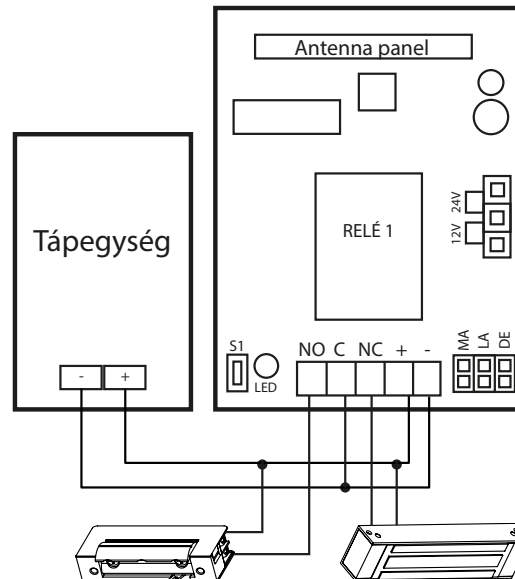 Antenna panel
Tápegység
RELÉ 1
24V
12V
S1
LED
NO C NC + -
MA
LA
DE
- +